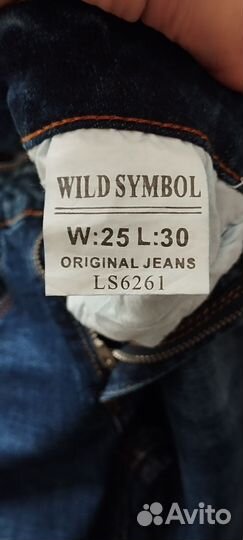 WILD SYMBOL
W:25 L:30
ORIGINAL JEANS
LS6261
Avito